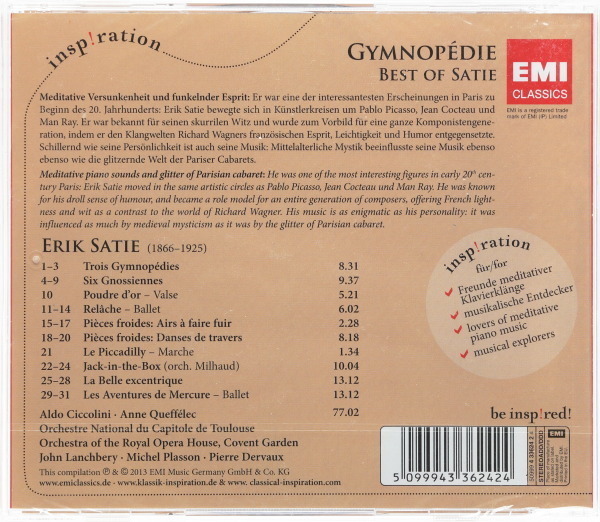 insp!ration
GYMNOPÉDIE
BEST OF SATIE
EMI
CLASSICS
EMI is a registered trade
mark of EMI (IP) Limited
Meditative Versunkenheit und funkelnder Esprit: Er war eine der interessantesten Erscheinungen in Paris zu
Beginn des 20. Jahrhunderts: Erik Satie bewegte sich in Künstlerkreisen um Pablo Picasso, Jean Cocteau und
Man Ray. Er war bekannt für seinen skurrilen Witz und wurde zum Vorbild für eine ganze Komponistengene-
ration, indem er den Klangwelten Richard Wagners französischen Esprit, Leichtigkeit und Humor entgegensetzte.
Schillernd wie seine Persönlichkeit ist auch seine Musik: Mittelalterliche Mystik beeinflusste seine Musik ebenso
ebenso wie die glitzernde Welt der Pariser Cabarets.
Meditative piano sounds and glitter of Parisian cabaret: He was one of the most interesting figures in early 20th cen-
tury Paris: Erik Satie moved in the same artistic circles as Pablo Picasso, Jean Cocteau and Man Ray. He was known
for his droll sense of humour, and became a role model for an entire generation of composers, offering French light-
ness and wit as a contrast to the world of Richard Wagner. His music is as enigmatic as his personality: it was
influenced as much by medieval mysticism as it was by the glitter of Parisian cabaret.
ERIK SATIE (1866–1925)
1–3 Trois Gymnopédies 8.31
4–9 Six Gnossiennes 9.37
10 Poudre d'or – Valse 5.21
11–14 Relâche – Ballet 6.02
15–17 Pièces froides: Airs à faire fuir 2.28
18–20 Pièces froides: Danses de travers 8.18
21 Le Piccadilly – Marche 1.34
22–24 Jack-in-the-Box (orch. Milhaud) 10.04
25–28 La Belle excentrique 13.12
29–31 Les Aventures de Mercure – Ballet 13.12
77.02
insp!ration
für/for
Freunde meditativer
Klavierklänge
musikalische Entdecker
lovers of meditative
piano music
musical explorers
Aldo Ciccolini · Anne Queffélec
Orchestre National du Capitole de Toulouse
Orchestra of the Royal Opera House, Covent Garden
John Lanchbery · Michel Plasson · Pierre Dervaux
This compilation ℗ & © 2013 EMI Music Germany GmbH & Co. KG
www.emiclassics.de · www.klassik-inspiration.de & www. classical-inspiration.com
be insp!red!
5 099943 362424
EMI
STEREO